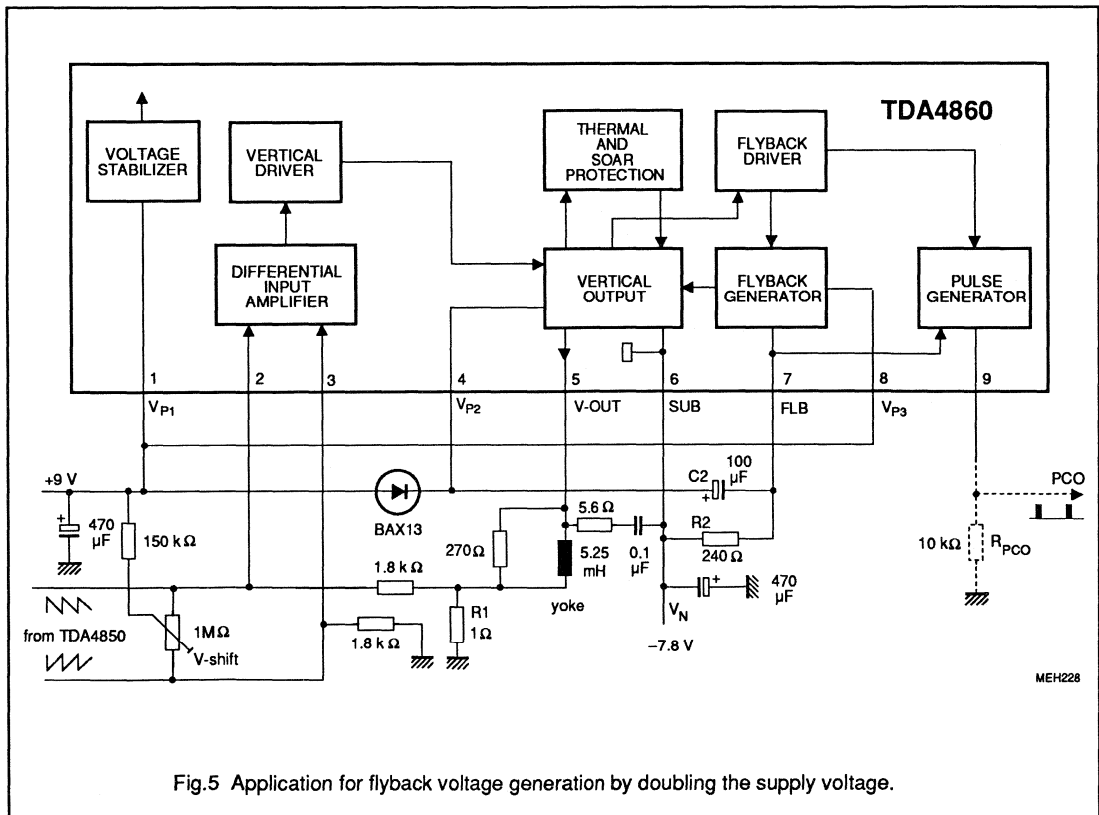 TDA4860
VOLTAGE
STABILIZER
VERTICAL
DRIVER
THERMAL
AND
SOAR
PROTECTION
FLYBACK
DRIVER
DIFFERENTIAL
INPUT
AMPLIFIER
VERTICAL
OUTPUT
FLYBACK
GENERATOR
PULSE
GENERATOR
1 2 3 4 5 6 7 8 9
VP1 VP2 V-OUT SUB FLB VP3
+9 V
+
470
µF
150 kΩ
BAX13
C2
+
100
µF
5.6 Ω
270Ω
5.25
mH
0.1
µF
R2
240Ω
yoke
1.8 kΩ
R1
1Ω
1.8 kΩ
+
470
µF
VN
–7.8 V
from TDA4850
1MΩ
V-shift
PCO
10 kΩ
RPCO
MEH228
Fig.5 Application for flyback voltage generation by doubling the supply voltage.